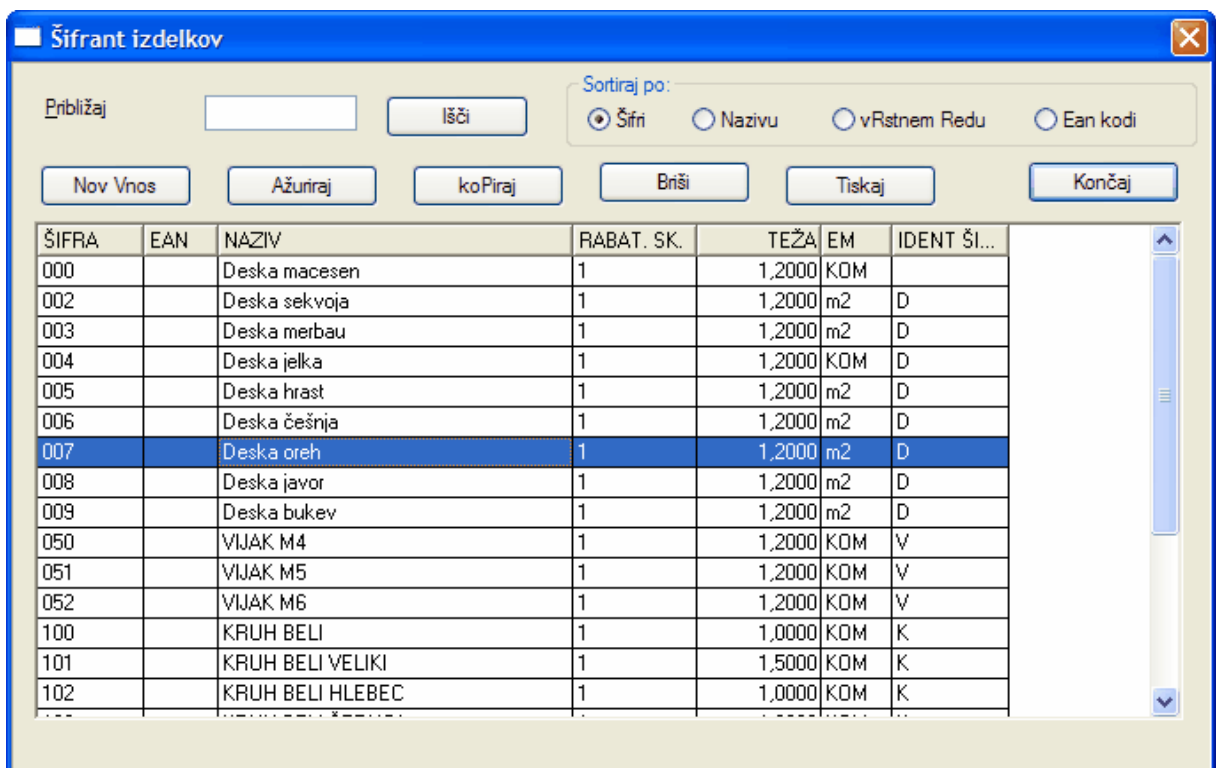 Šifrant izdelkov
Sortiraj po:
Približaj Išči Šifri Nazivu vRstnem Redu Ean kodi
Nov Vnos Ažuriraj koPiraj Briši Tiskaj Končaj
ŠIFRA EAN NAZIV RABAT. SK. TEŽA EM IDENT ŠI...
000 Deska macesen 1 1,2000 KOM
002 Deska sekvoja 1 1,2000 m2 D
003 Deska merbau 1 1,2000 m2 D
004 Deska jelka 1 1,2000 KOM D
005 Deska hrast 1 1,2000 m2 D
006 Deska češnja 1 1,2000 m2 D
007 Deska oreh 1 1,2000 m2 D
008 Deska javor 1 1,2000 m2 D
009 Deska bukev 1 1,2000 m2 D
050 VIJAK M4 1 1,2000 KOM V
051 VIJAK M5 1 1,2000 KOM V
052 VIJAK M6 1 1,2000 KOM V
100 KRUH BELI 1 1,0000 KOM K
101 KRUH BELI VELIKI 1 1,5000 KOM K
102 KRUH BELI HLEBEC 1 1,0000 KOM K